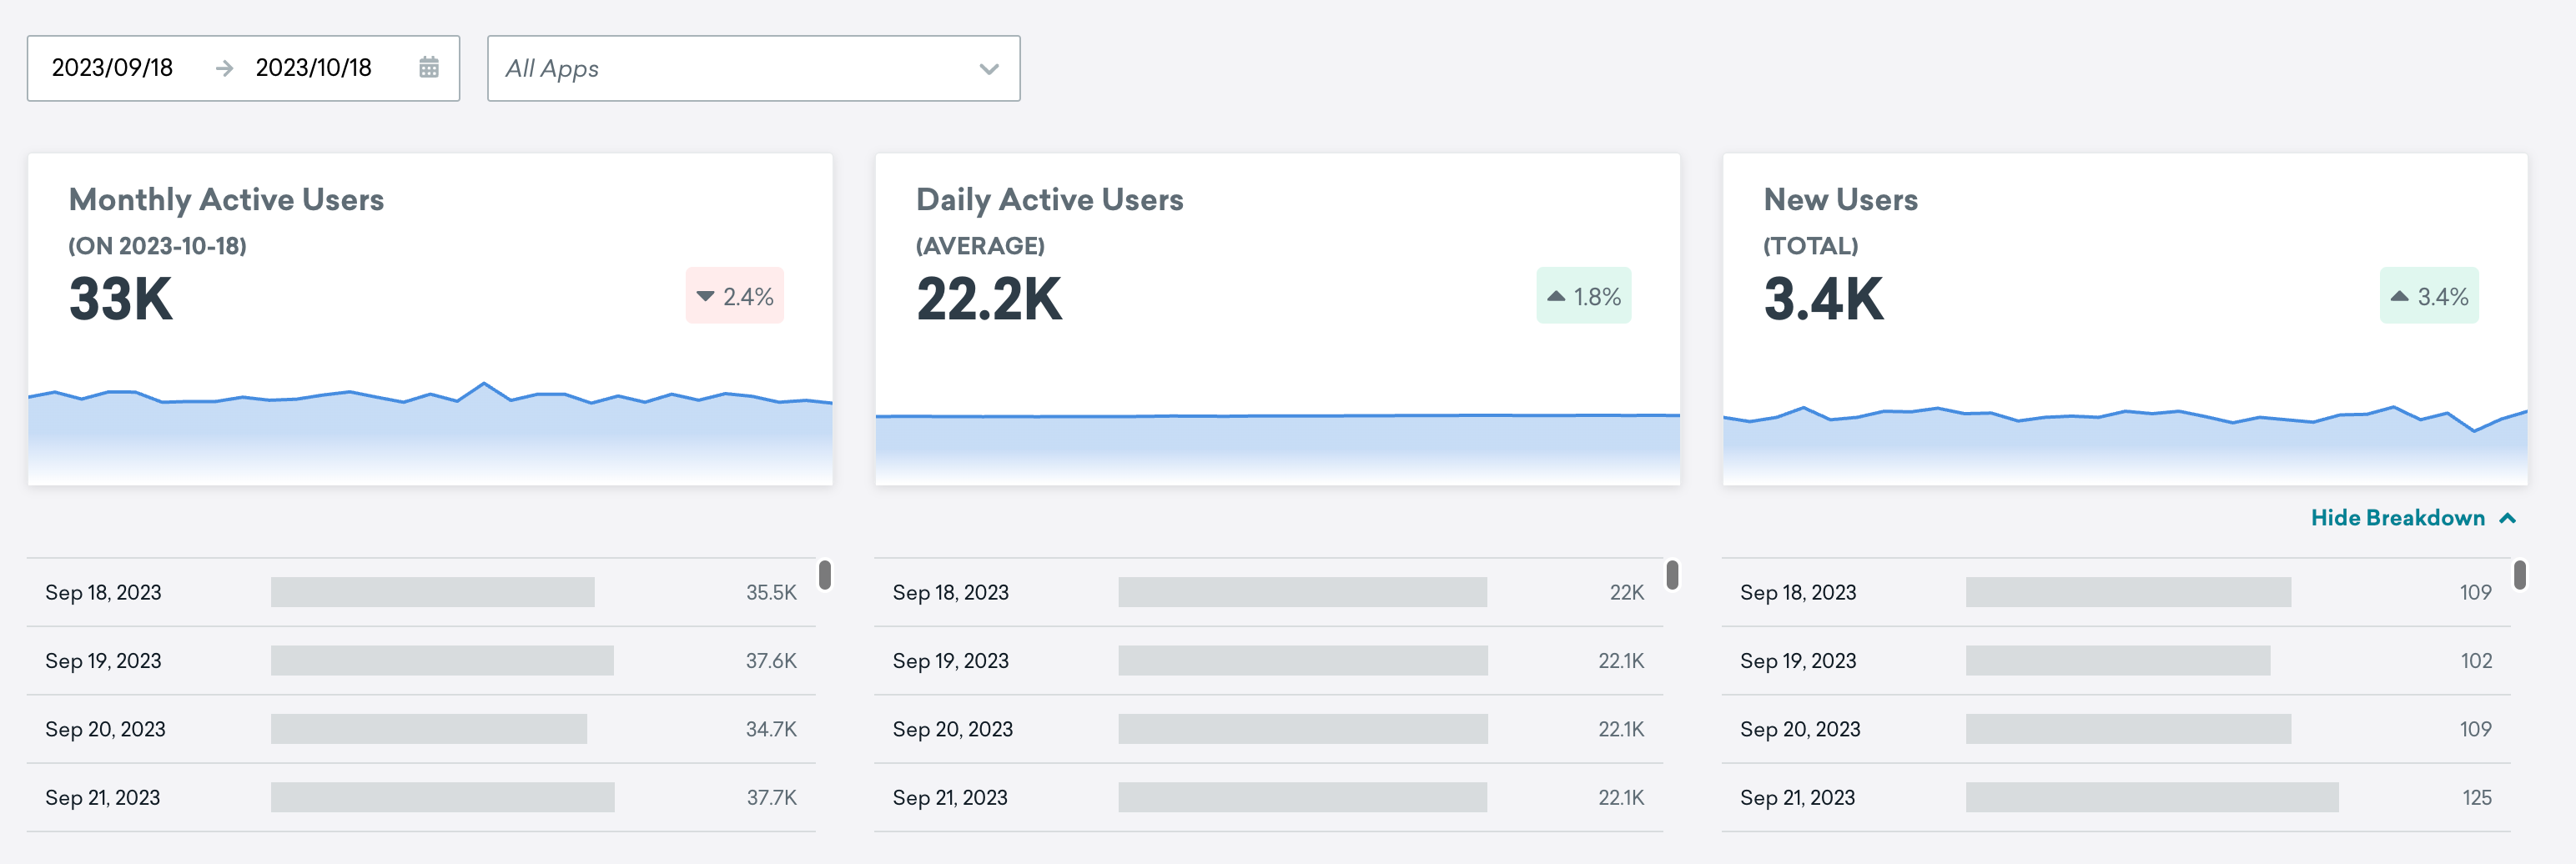 2023/09/18 → 2023/10/18
All Apps
Monthly Active Users
(ON 2023-10-18)
33K
2.4%
Daily Active Users
(AVERAGE)
22.2K
1.8%
New Users
(TOTAL)
3.4K
3.4%
Hide Breakdown
Sep 18, 2023 35.5K
Sep 19, 2023 37.6K
Sep 20, 2023 34.7K
Sep 21, 2023 37.7K
Sep 18, 2023 22K
Sep 19, 2023 22.1K
Sep 20, 2023 22.1K
Sep 21, 2023 22.1K
Sep 18, 2023 109
Sep 19, 2023 102
Sep 20, 2023 109
Sep 21, 2023 125